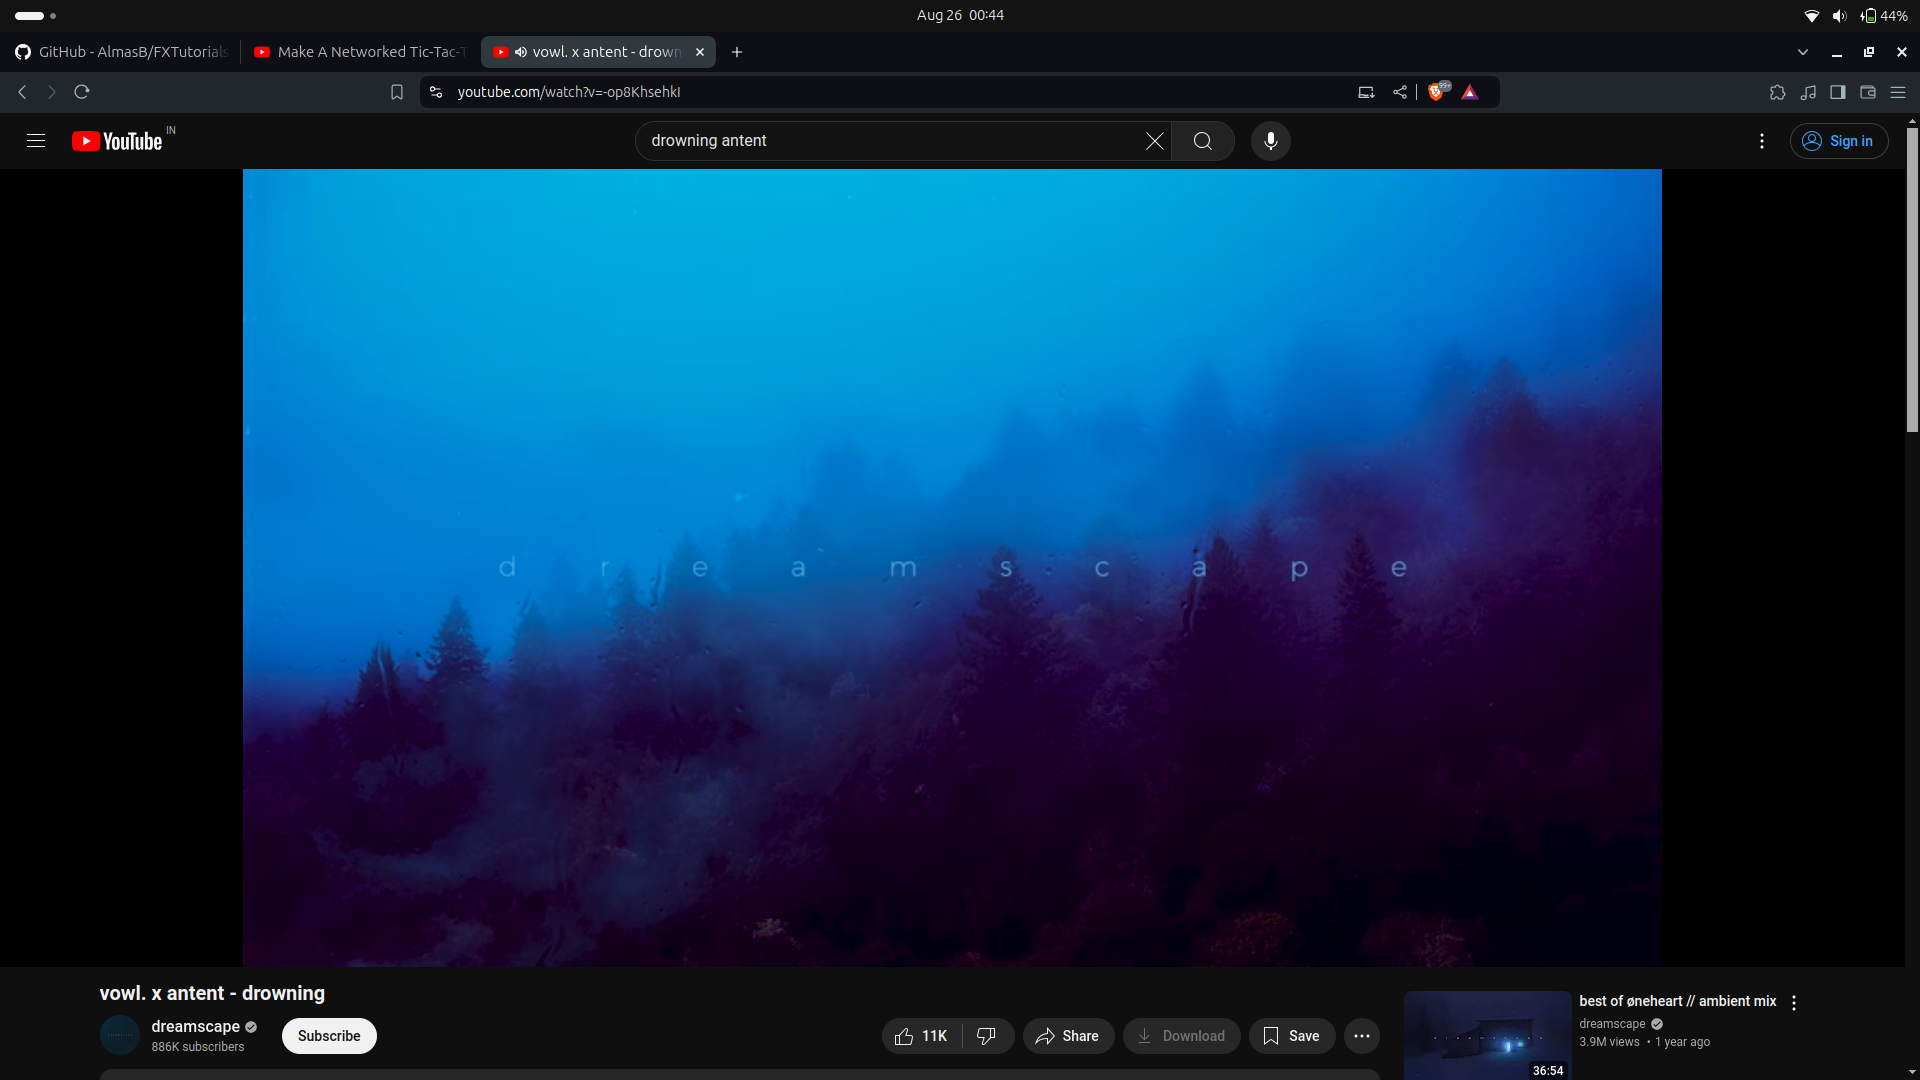 Aug 26 00:44
44%
GitHub - AlmasB/FXTutorials
Make A Networked Tic-Tac-T
vowl. x antent - drown
youtube.com/watch?v=-op8KhsehkI
99+
YouTube IN
drowning antent
Sign in
d r e a m s c a p e
vowl. x antent - drowning
dreamscape
886K subscribers
Subscribe
11K
Share
Download
Save
best of øneheart // ambient mix
dreamscape
3.9M views • 1 year ago
36:54